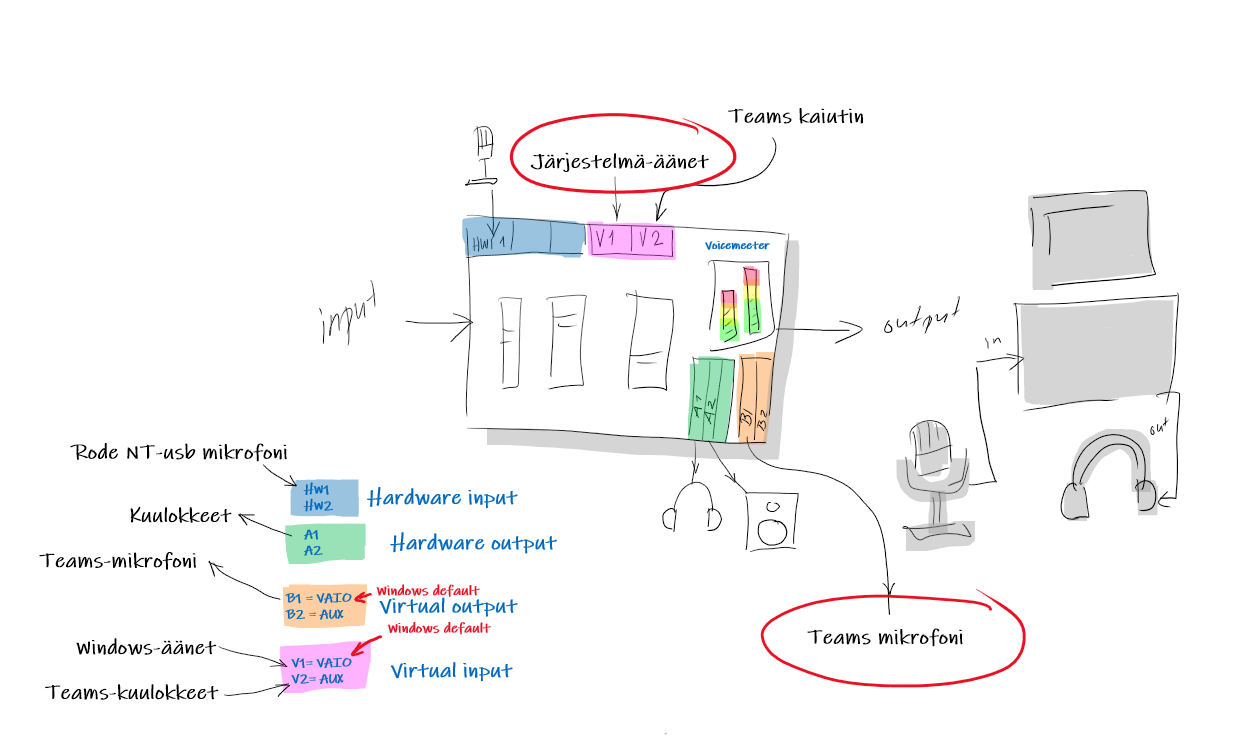 Teams kaiutin
Järjestelmä-äänet
HW 1
V1
V2
Voicemeeter
input
output
in
A1
A2
B1
B2
out
Rode NT-usb mikrofoni
HW1
HW2
Hardware input
Kuulokkeet
A1
A2
Hardware output
Teams-mikrofoni
B1 = VAIO
B2 = AUX
Windows default
Virtual output
Windows default
Windows-äänet
V1= VAIO
V2= AUX
Virtual input
Teams-kuulokkeet
Teams mikrofoni